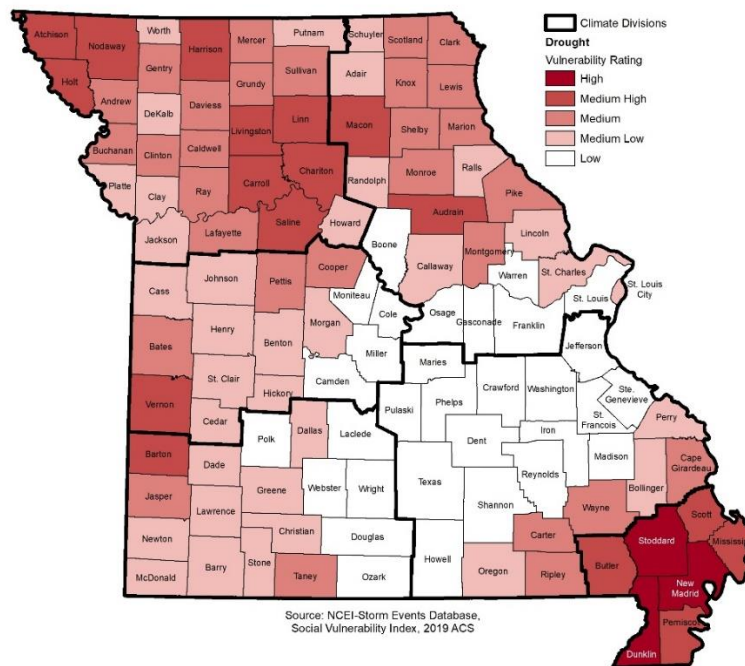 Climate Divisions
Drought
Vulnerability Rating
High
Medium High
Medium
Medium Low
Low
Atchison
Nodaway
Worth
Harrison
Mercer
Putnam
Schuyler
Scotland
Clark
Holt
Gentry
Sullivan
Adair
Knox
Lewis
Andrew
DeKalb
Daviess
Grundy
Linn
Macon
Shelby
Marion
Buchanan
Clinton
Caldwell
Livingston
Chariton
Randolph
Monroe
Ralls
Pike
Platte
Clay
Ray
Carroll
Saline
Howard
Audrain
Lincoln
Jackson
Lafayette
Boone
Callaway
Montgomery
Warren
St. Charles
St. Louis
St. Louis
City
Cass
Johnson
Pettis
Cooper
Moniteau
Cole
Osage
Gasconade
Franklin
Jefferson
Bates
Henry
Benton
Morgan
Miller
Maries
Camden
St. Clair
Hickory
Vernon
Cedar
Pulaski
Phelps
Crawford
Washington
Ste.
Genevieve
St.
Francois
Perry
Barton
Polk
Dallas
Laclede
Dent
Iron
Madison
Dade
Reynolds
Bollinger
Cape
Girardeau
Jasper
Greene
Webster
Wright
Texas
Shannon
Wayne
Lawrence
Newton
Christian
Douglas
Howell
Carter
Stoddard
Scott
McDonald
Barry
Stone
Taney
Ozark
Oregon
Ripley
Butler
New
Madrid
Dunklin
Source: NCEI-Storm Events Database,
Social Vulnerability Index, 2019 ACS